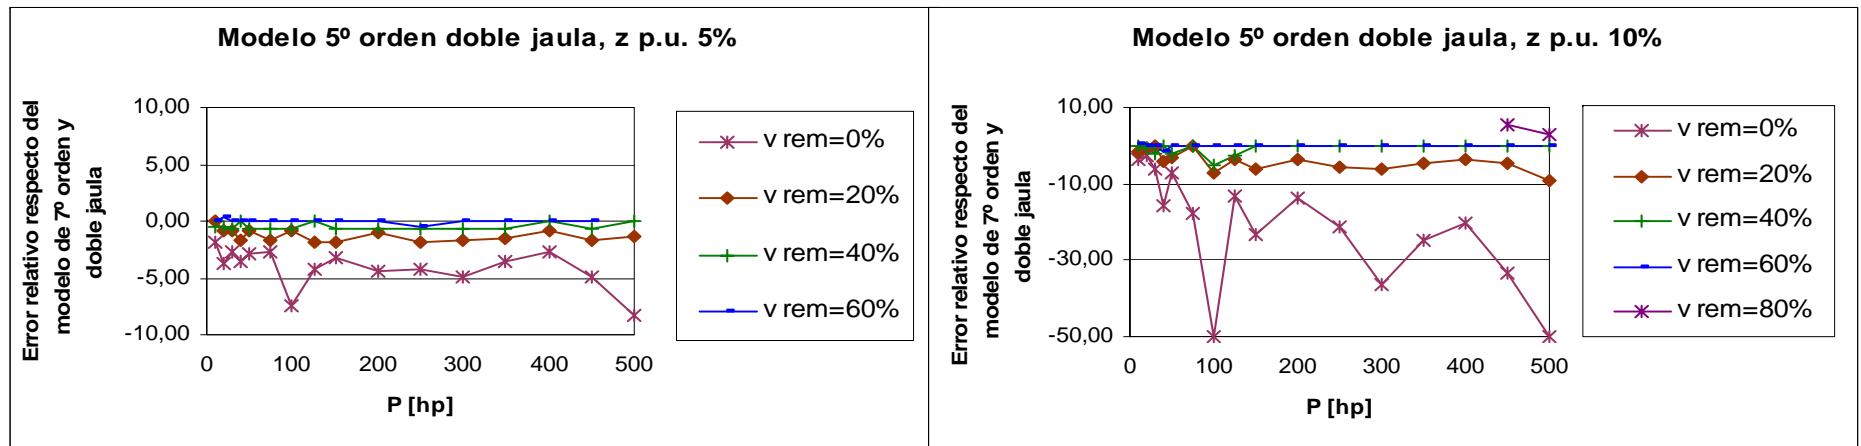 Modelo 5º orden doble jaula, z p.u. 5%
Error relativo respecto del
modelo de 7º orden y
doble jaula
10,00
5,00
0,00
-5,00
-10,00
0 100 200 300 400 500
P [hp]
v rem=0%
v rem=20%
v rem=40%
v rem=60%
Modelo 5º orden doble jaula, z p.u. 10%
Error relativo respecto del
modelo de 7º orden y
doble jaula
10,00
-10,00
-30,00
-50,00
0 100 200 300 400 500
P [hp]
v rem=0%
v rem=20%
v rem=40%
v rem=60%
v rem=80%